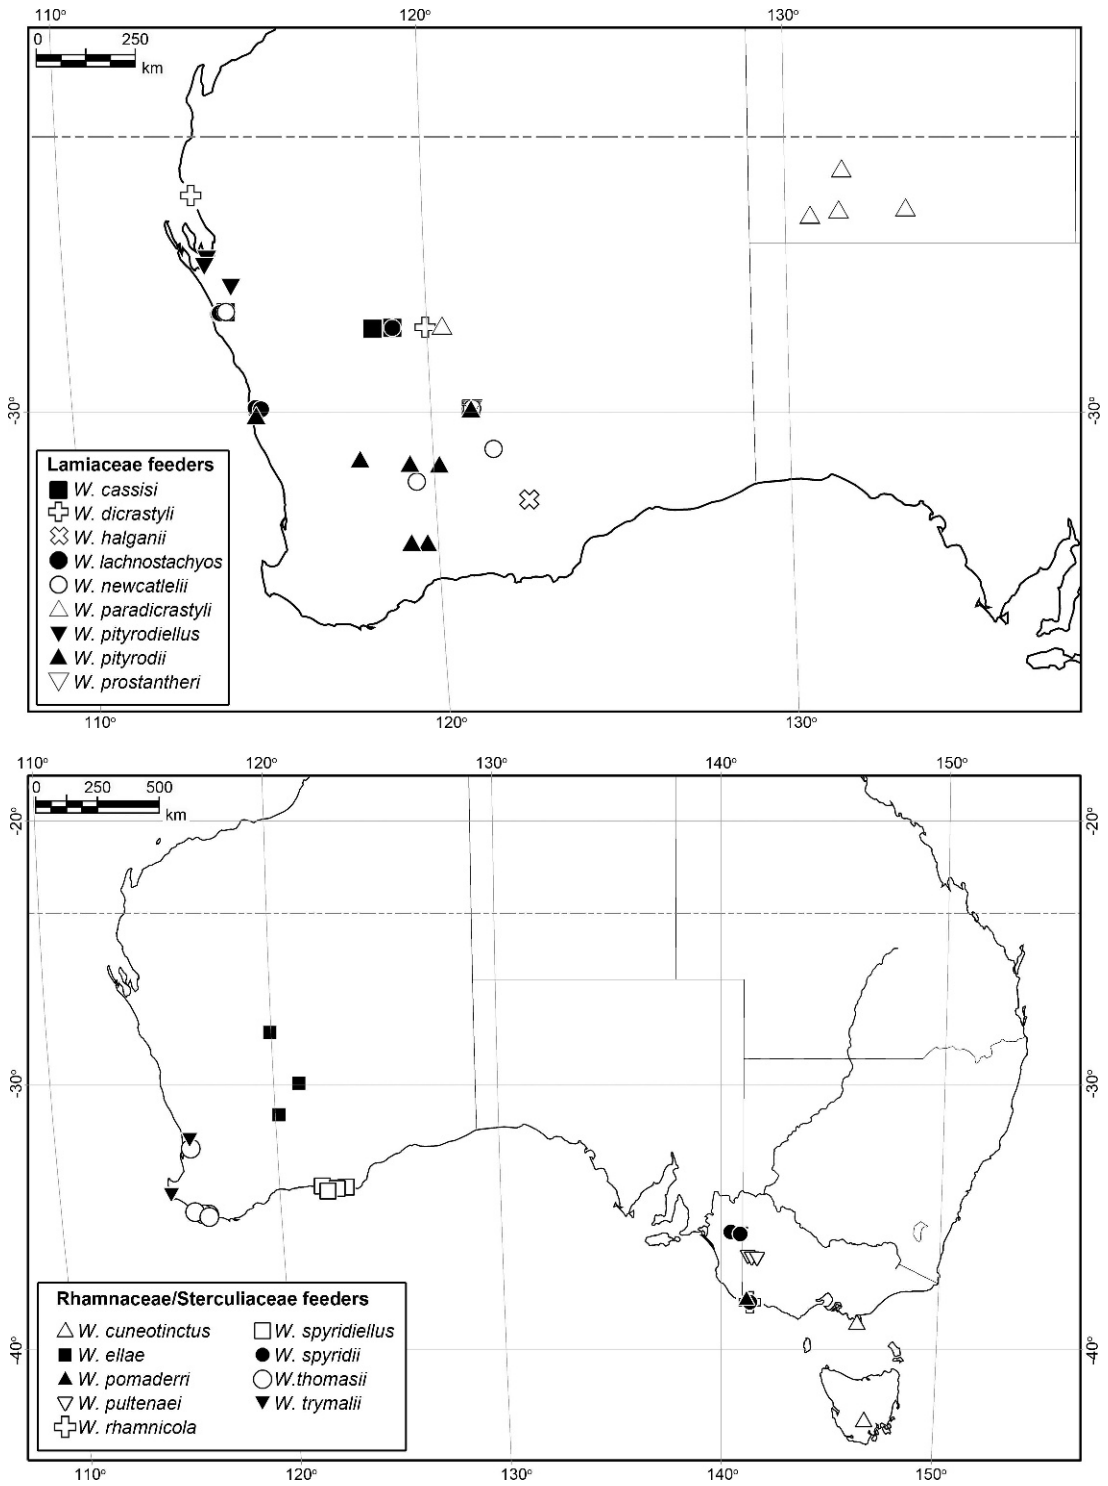 110° 120° 130°
0 250
km
-30° -30°
Lamiaceae feeders
W. cassisi
W. dicrastyli
W. halganii
W. lachnostachyos
W. newcatlelii
W. paradicrastyli
W. pityrodiellus
W. pityrodii
W. prostantheri
110° 120° 130°
110° 120° 130° 140° 150°
0 250 500
km
-20° -20°
-30° -30°
Rhamnaceae/Sterculiaceae feeders
W. cuneotinctus W. spyridiellus
W. ellae W. spyridii
W. pomaderri W.thomasii
W. pultenaei W. trymalii
W. rhamnicola
-40° -40°
110° 120° 130° 140° 150°